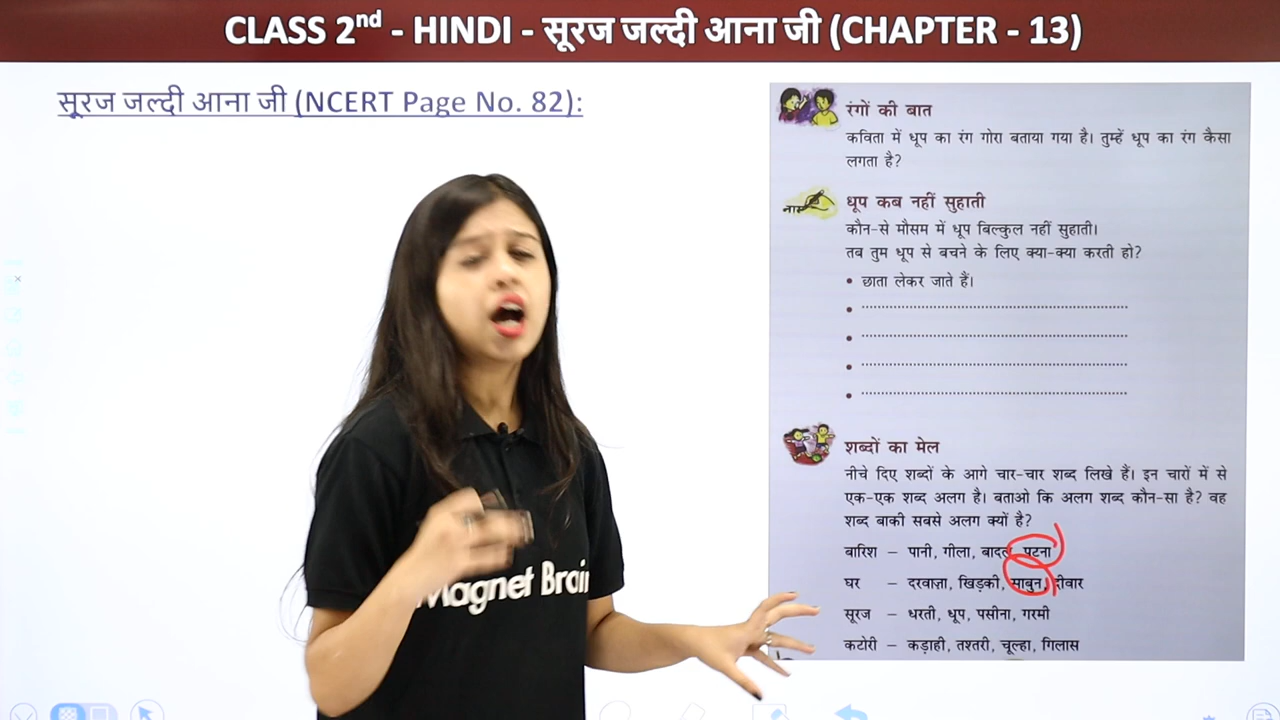 CLASS 2nd - HINDI - सूरज जल्दी आना जी (CHAPTER - 13)
सूरज जल्दी आना जी (NCERT Page No. 82):
रंगों की बात
कविता में धूप का रंग गोरा बताया गया है। तुम्हें धूप का रंग कैसा
लगता है?
नाम
धूप कब नहीं सुहाती
कौन-से मौसम में धूप बिल्कुल नहीं सुहाती।
तब तुम धूप से बचने के लिए क्या-क्या करती हो?
• छाता लेकर जाते हैं।
शब्दों का मेल
नीचे दिए शब्दों के आगे चार-चार शब्द लिखे हैं। इन चारों में से
एक-एक शब्द अलग है। बताओ कि अलग शब्द कौन-सा है? वह
शब्द बाकी सबसे अलग क्यों है?
बारिश – पानी, गीला, बादल, पटना
घर – दरवाज़ा, खिड़की, साबुन, दीवार
सूरज – धरती, धूप, पसीना, गरमी
कटोरी – कड़ाही, तश्तरी, चूल्हा, गिलास
Magnet Brain